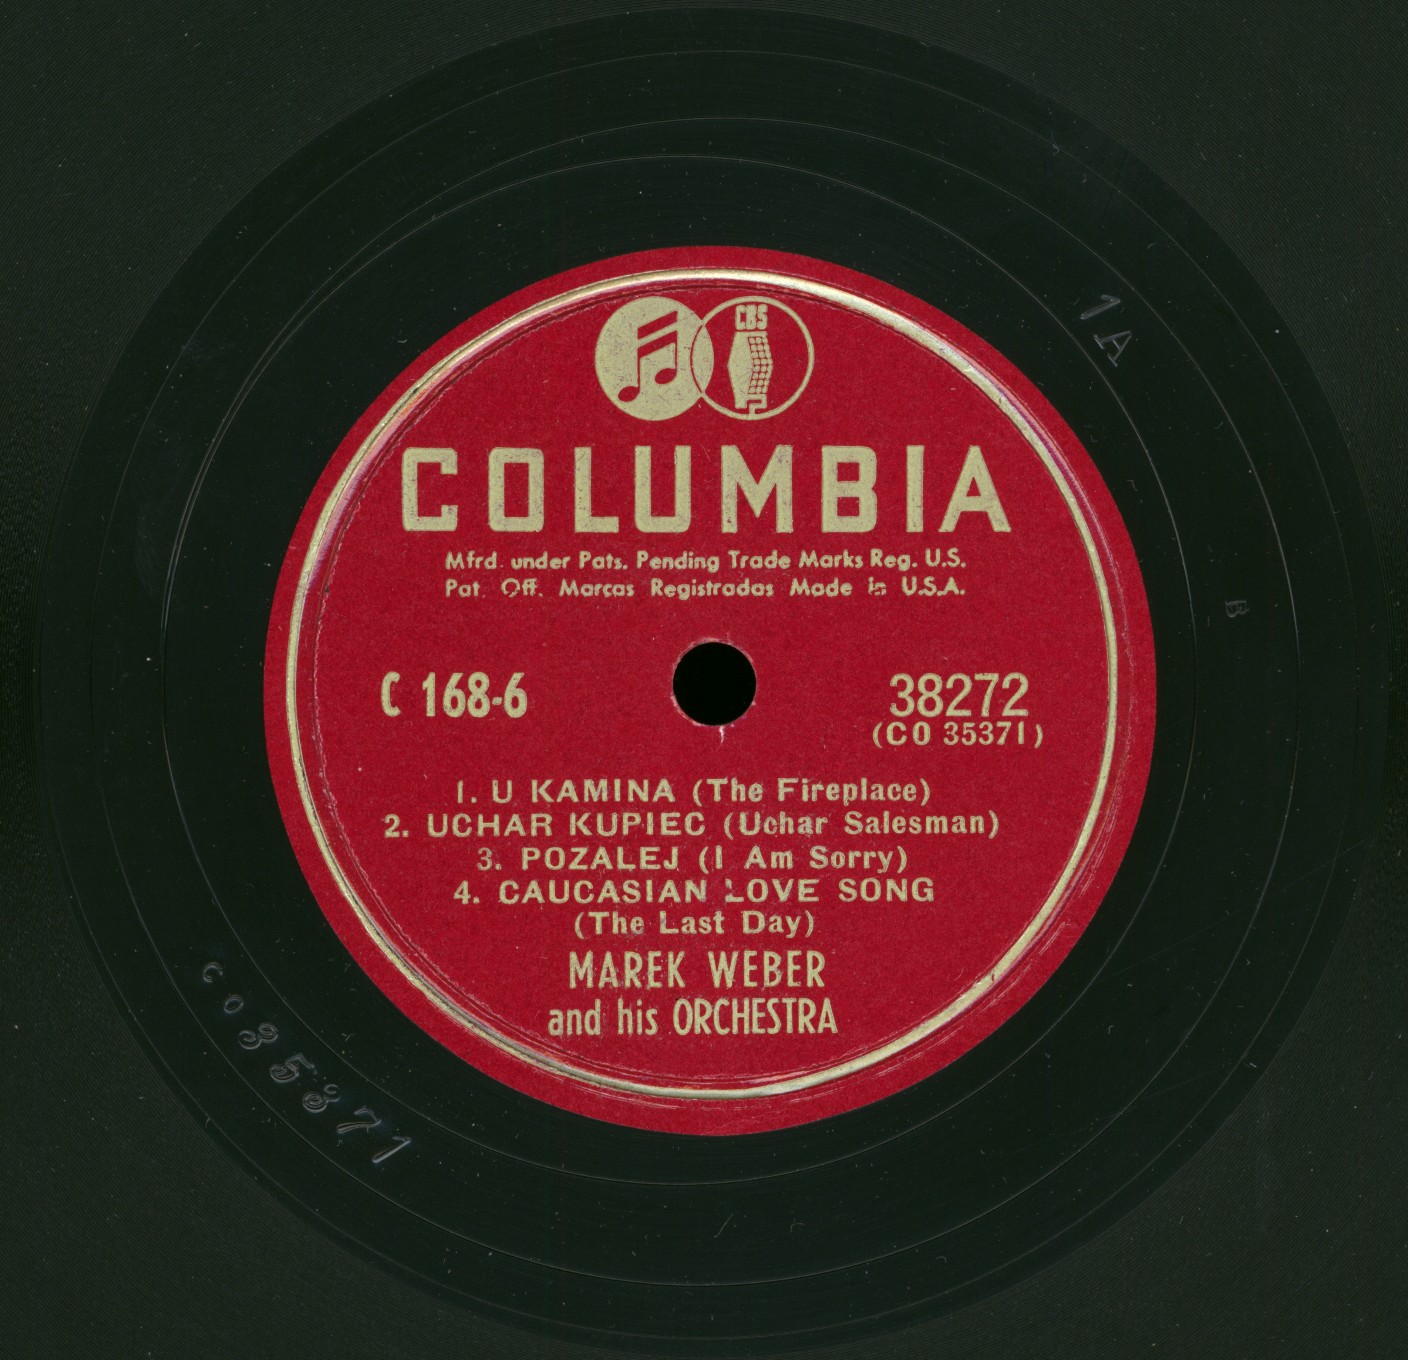 CBS
COLUMBIA
Mfrd. under Pats. Pending Trade Marks Reg. U.S.
Pat. Off. Marcas Registradas Made in U.S.A.
C 168-6
38272
(CO 35371)
1. U KAMINA (The Fireplace)
2. UCHAR KUPIEC (Uchar Salesman)
3. POZALEJ (I Am Sorry)
4. CAUCASIAN LOVE SONG
(The Last Day)
MAREK WEBER
and his ORCHESTRA
1A
B
CO35371